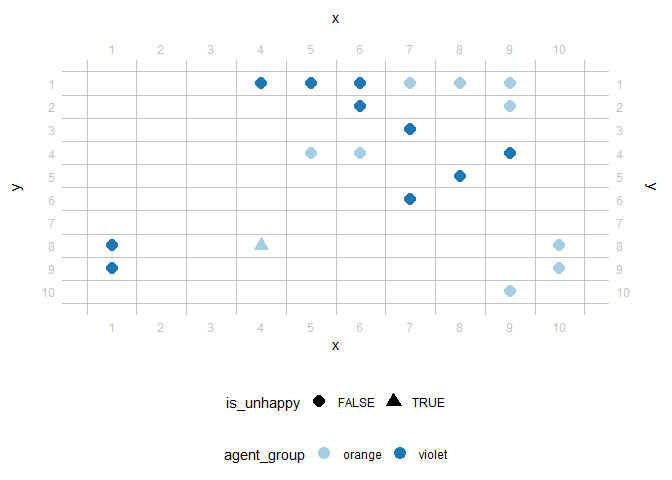 x
1 2 3 4 5 6 7 8 9 10
1 1
2 2
3 3
4 4
y 5 5 y
6 6
7 7
8 8
9 9
10 10
1 2 3 4 5 6 7 8 9 10
x
is_unhappy FALSE TRUE
agent_group orange violet